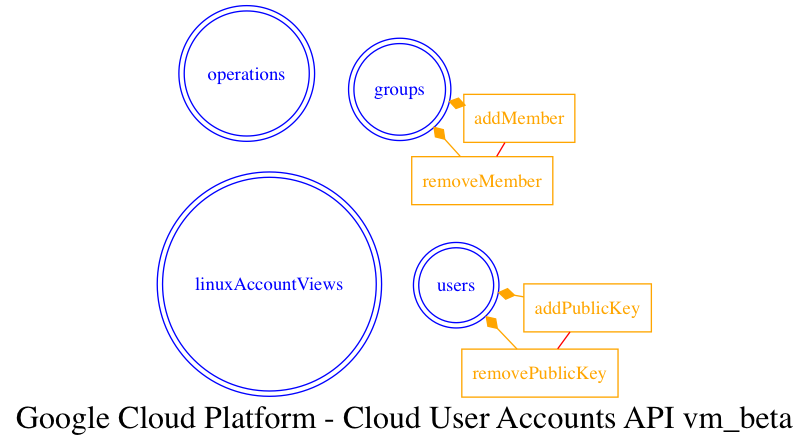 operations
groups
addMember
removeMember
linuxAccountViews
users
addPublicKey
removePublicKey
Google Cloud Platform - Cloud User Accounts API vm_beta